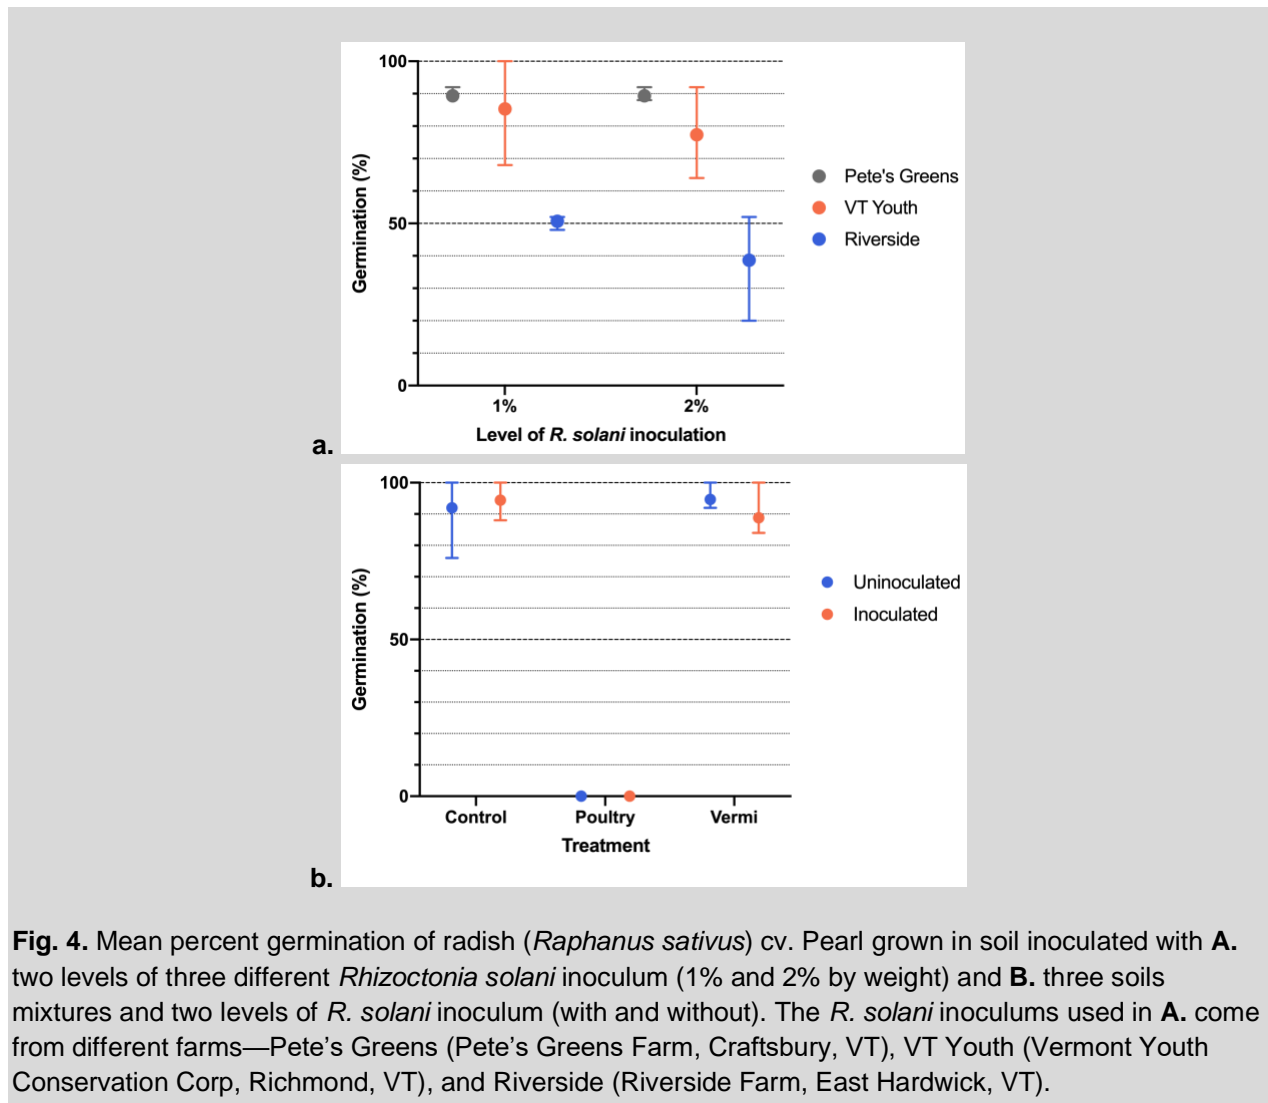 100
50
0
Germination (%)
1%
2%
Level of R. solani inoculation
Pete's Greens
VT Youth
Riverside
a.
100
50
0
Germination (%)
Control
Poultry
Vermi
Treatment
Uninoculated
Inoculated
b.
Fig. 4. Mean percent germination of radish (Raphanus sativus) cv. Pearl grown in soil inoculated with A.
two levels of three different Rhizoctonia solani inoculum (1% and 2% by weight) and B. three soils
mixtures and two levels of R. solani inoculum (with and without). The R. solani inoculums used in A. come
from different farms—Pete’s Greens (Pete’s Greens Farm, Craftsbury, VT), VT Youth (Vermont Youth
Conservation Corp, Richmond, VT), and Riverside (Riverside Farm, East Hardwick, VT).